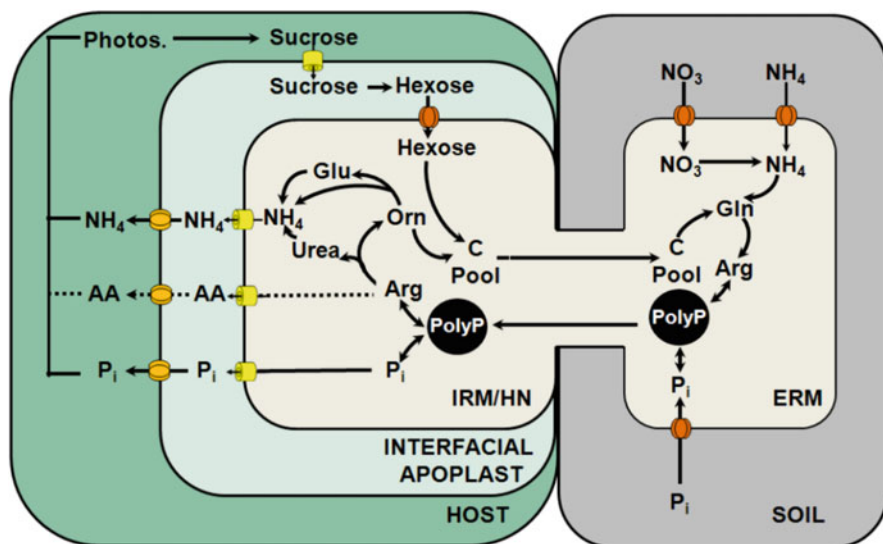 Photos.
Sucrose
Sucrose
Hexose
Hexose
NO₃
NH₄
NO₃
NH₄
Glu
NH₄
NH₄
NH₄
Orn
Urea
C
Pool
C
Pool
Gln
Arg
AA
AA
Arg
PolyP
PolyP
Pᵢ
Pᵢ
Pᵢ
Pᵢ
IRM/HN
ERM
INTERFACIAL
APOPLAST
Pᵢ
HOST
SOIL